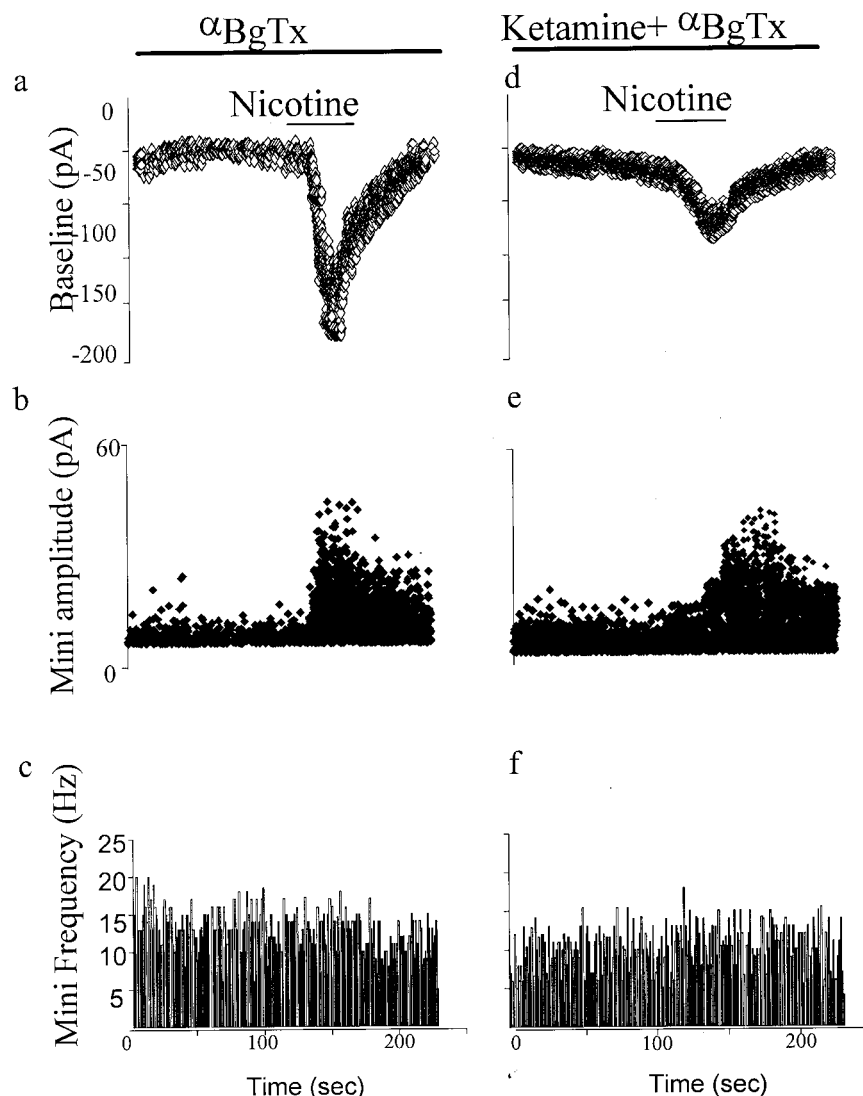 αBgTx
Ketamine+ αBgTx
a
d
Nicotine
Nicotine
Baseline (pA)
0
-50
-100
-150
-200
b
e
Mini amplitude (pA)
60
0
c
f
Mini Frequency (Hz)
25
20
15
10
5
0
100
200
0
100
200
Time (sec)
Time (sec)